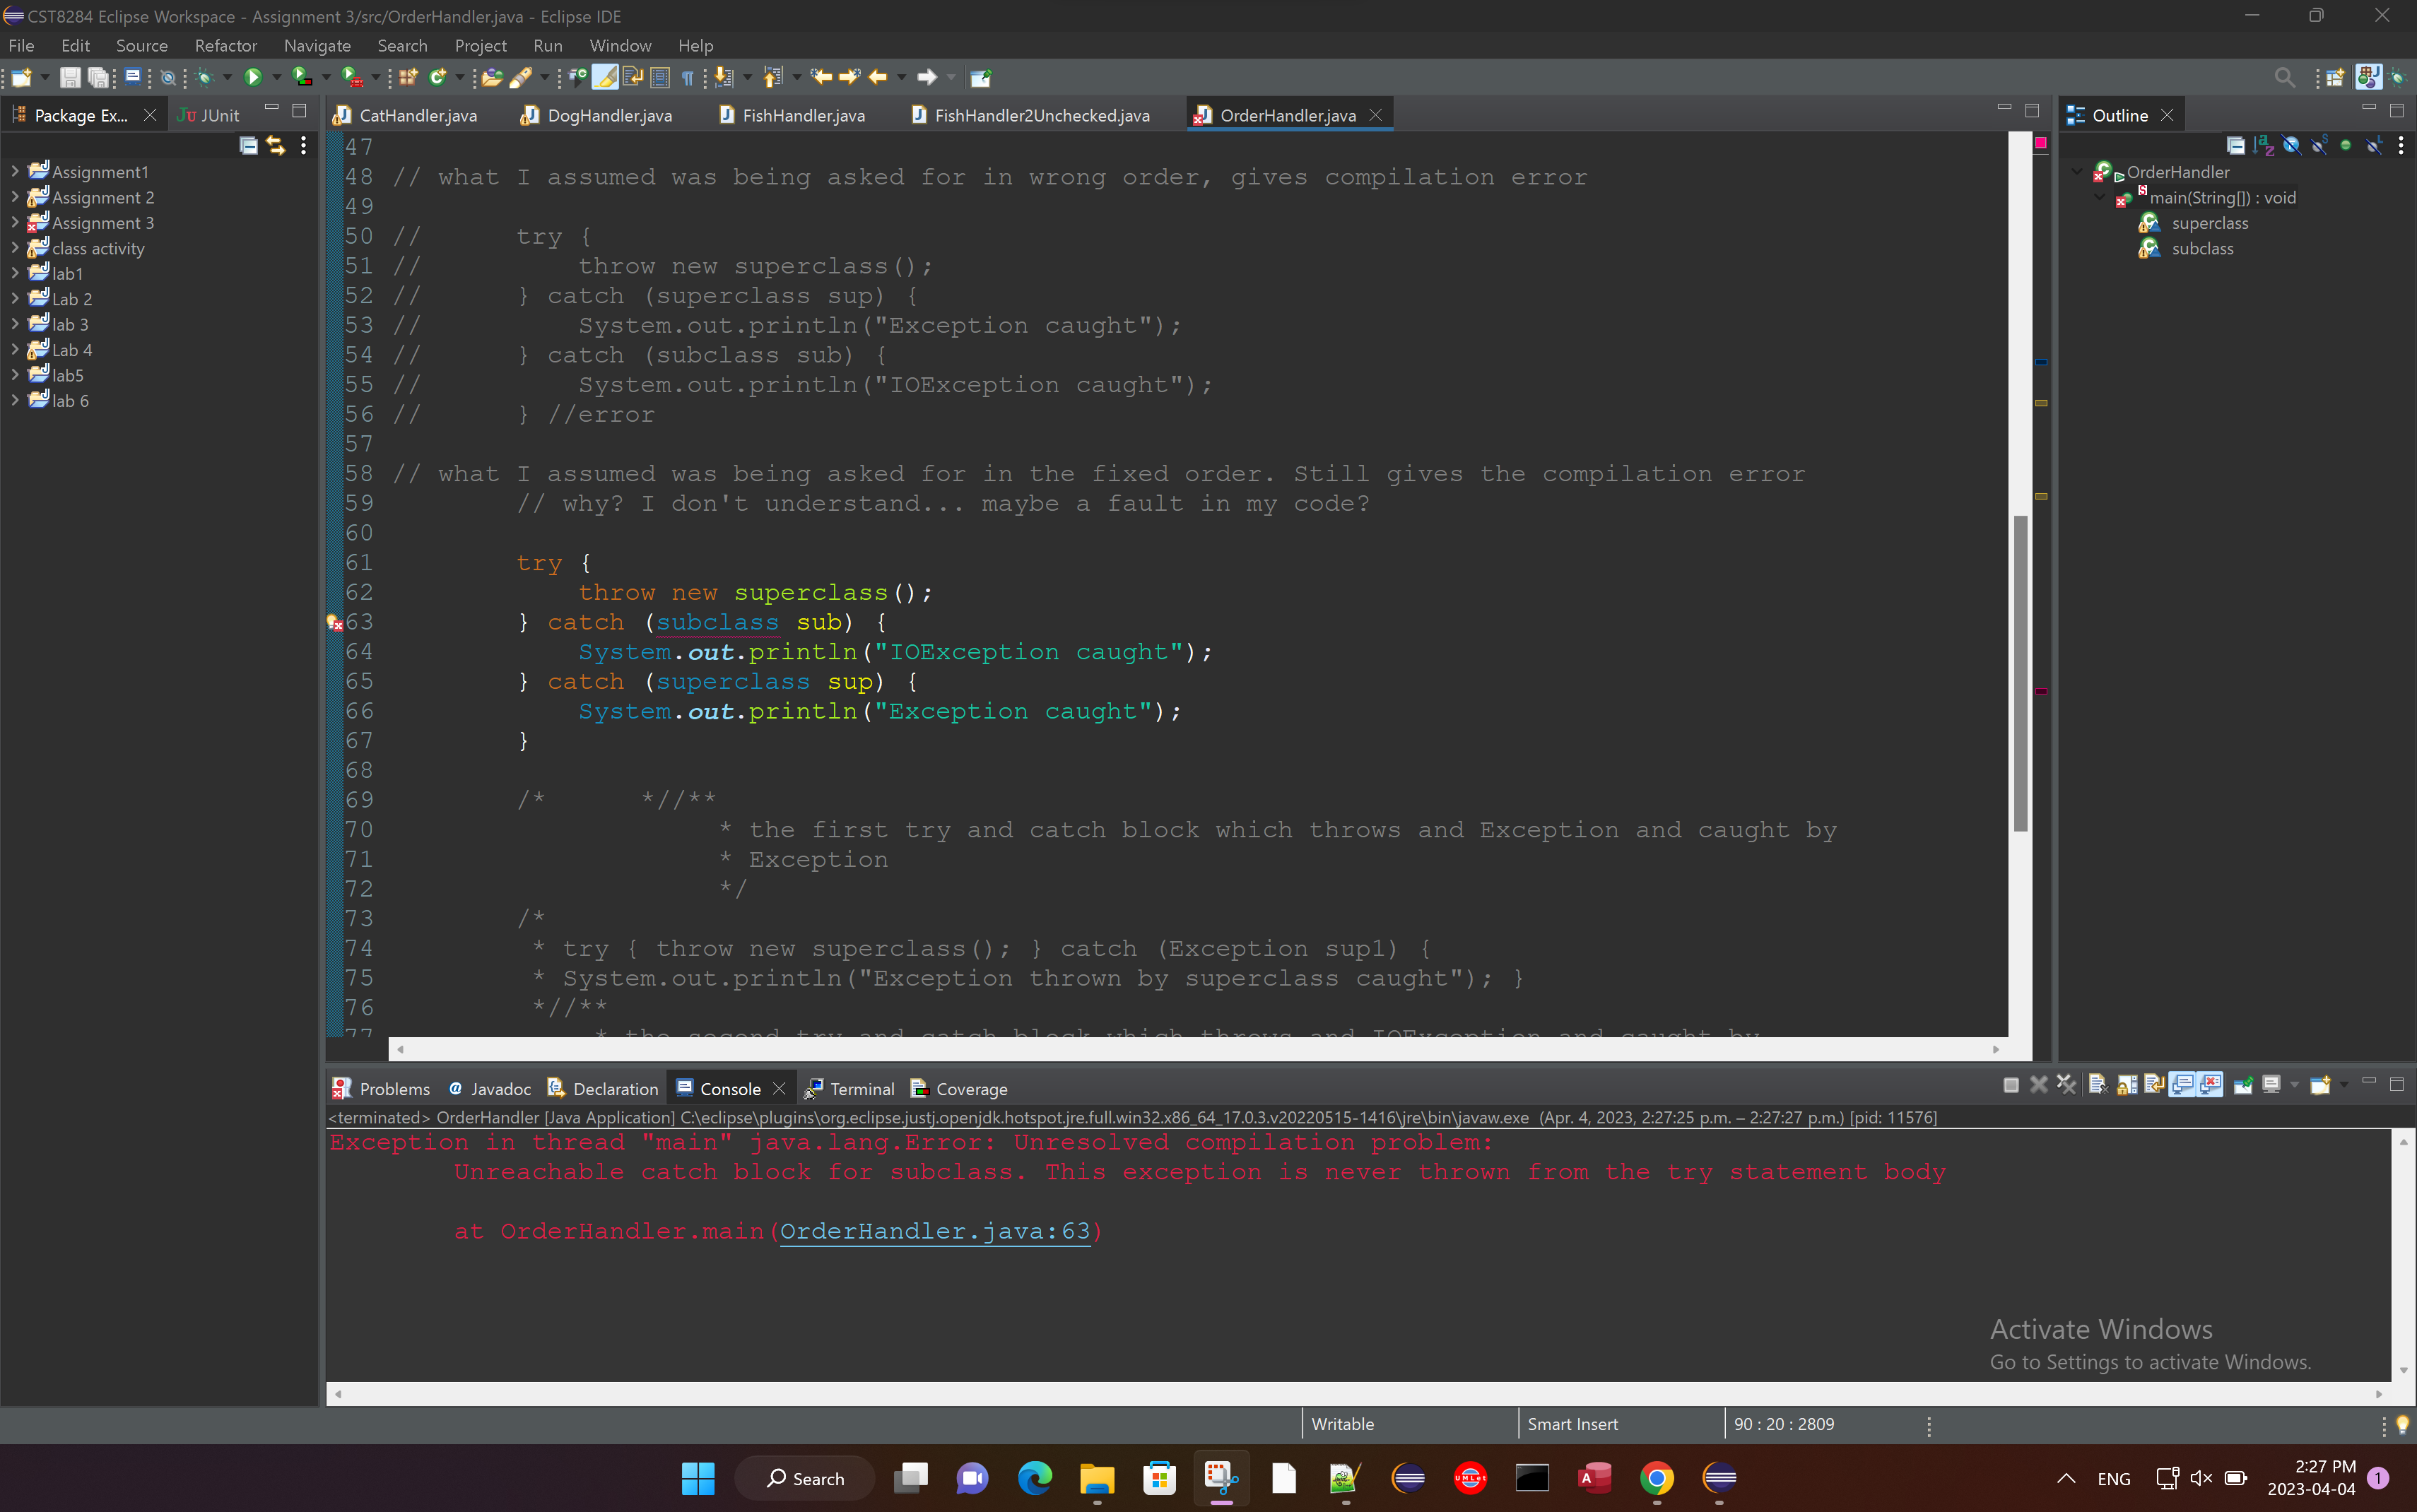 CST8284 Eclipse Workspace - Assignment 3/src/OrderHandler.java - Eclipse IDE
File Edit Source Refactor Navigate Search Project Run Window Help
Package Ex... JUnit
CatHandler.java DogHandler.java FishHandler.java FishHandler2Unchecked.java OrderHandler.java
Outline
Assignment1
Assignment 2
Assignment 3
class activity
lab1
Lab 2
lab 3
Lab 4
lab5
lab 6
47
48 // what I assumed was being asked for in wrong order, gives compilation error
49
50 // try {
51 // throw new superclass();
52 // } catch (superclass sup) {
53 // System.out.println("Exception caught");
54 // } catch (subclass sub) {
55 // System.out.println("IOException caught");
56 // } //error
57
58 // what I assumed was being asked for in the fixed order. Still gives the compilation error
59 // why? I don't understand... maybe a fault in my code?
60
61 try {
62 throw new superclass();
63 } catch (subclass sub) {
64 System.out.println("IOException caught");
65 } catch (superclass sup) {
66 System.out.println("Exception caught");
67 }
68
69 /* *//**
70 * the first try and catch block which throws and Exception and caught by
71 * Exception
72 */
73 /*
74 * try { throw new superclass(); } catch (Exception sup1) {
75 * System.out.println("Exception thrown by superclass caught"); }
76 *//**
77 * the second try and catch block which throws and IOException and caught by
OrderHandler
main(String[]) : void
superclass
subclass
Problems Javadoc Declaration Console Terminal Coverage
<terminated> OrderHandler [Java Application] C:\eclipse\plugins\org.eclipse.justj.openjdk.hotspot.jre.full.win32.x86_64_17.0.3.v20220515-1416\jre\bin\javaw.exe (Apr. 4, 2023, 2:27:25 p.m. – 2:27:27 p.m.) [pid: 11576]
Exception in thread "main" java.lang.Error: Unresolved compilation problem:
Unreachable catch block for subclass. This exception is never thrown from the try statement body
at OrderHandler.main(OrderHandler.java:63)
Activate Windows
Go to Settings to activate Windows.
Writable Smart Insert 90 : 20 : 2809
Search
ENG
2:27 PM
2023-04-04
1